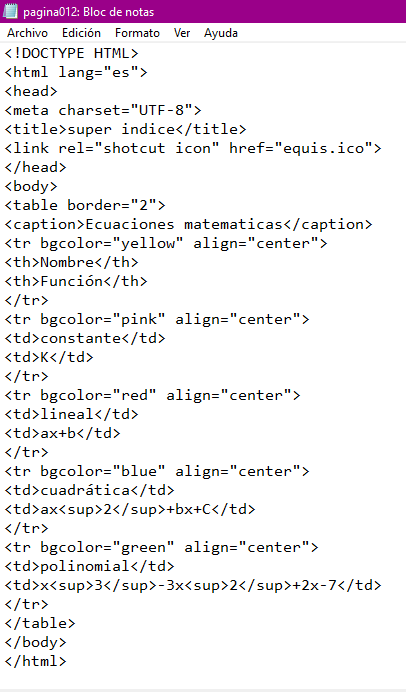 pagina012: Bloc de notas
Archivo Edición Formato Ver Ayuda
<!DOCTYPE HTML>
<html lang="es">
<head>
<meta charset="UTF-8">
<title>super indice</title>
<link rel="shotcut icon" href="equis.ico">
</head>
<body>
<table border="2">
<caption>Ecuaciones matematicas</caption>
<tr bgcolor="yellow" align="center">
<th>Nombre</th>
<th>Función</th>
</tr>
<tr bgcolor="pink" align="center">
<td>constante</td>
<td>K</td>
</tr>
<tr bgcolor="red" align="center">
<td>lineal</td>
<td>ax+b</td>
</tr>
<tr bgcolor="blue" align="center">
<td>cuadrática</td>
<td>ax<sup>2</sup>+bx+C</td>
</tr>
<tr bgcolor="green" align="center">
<td>polinomial</td>
<td>x<sup>3</sup>-3x<sup>2</sup>+2x-7</td>
</tr>
</table>
</body>
</html>